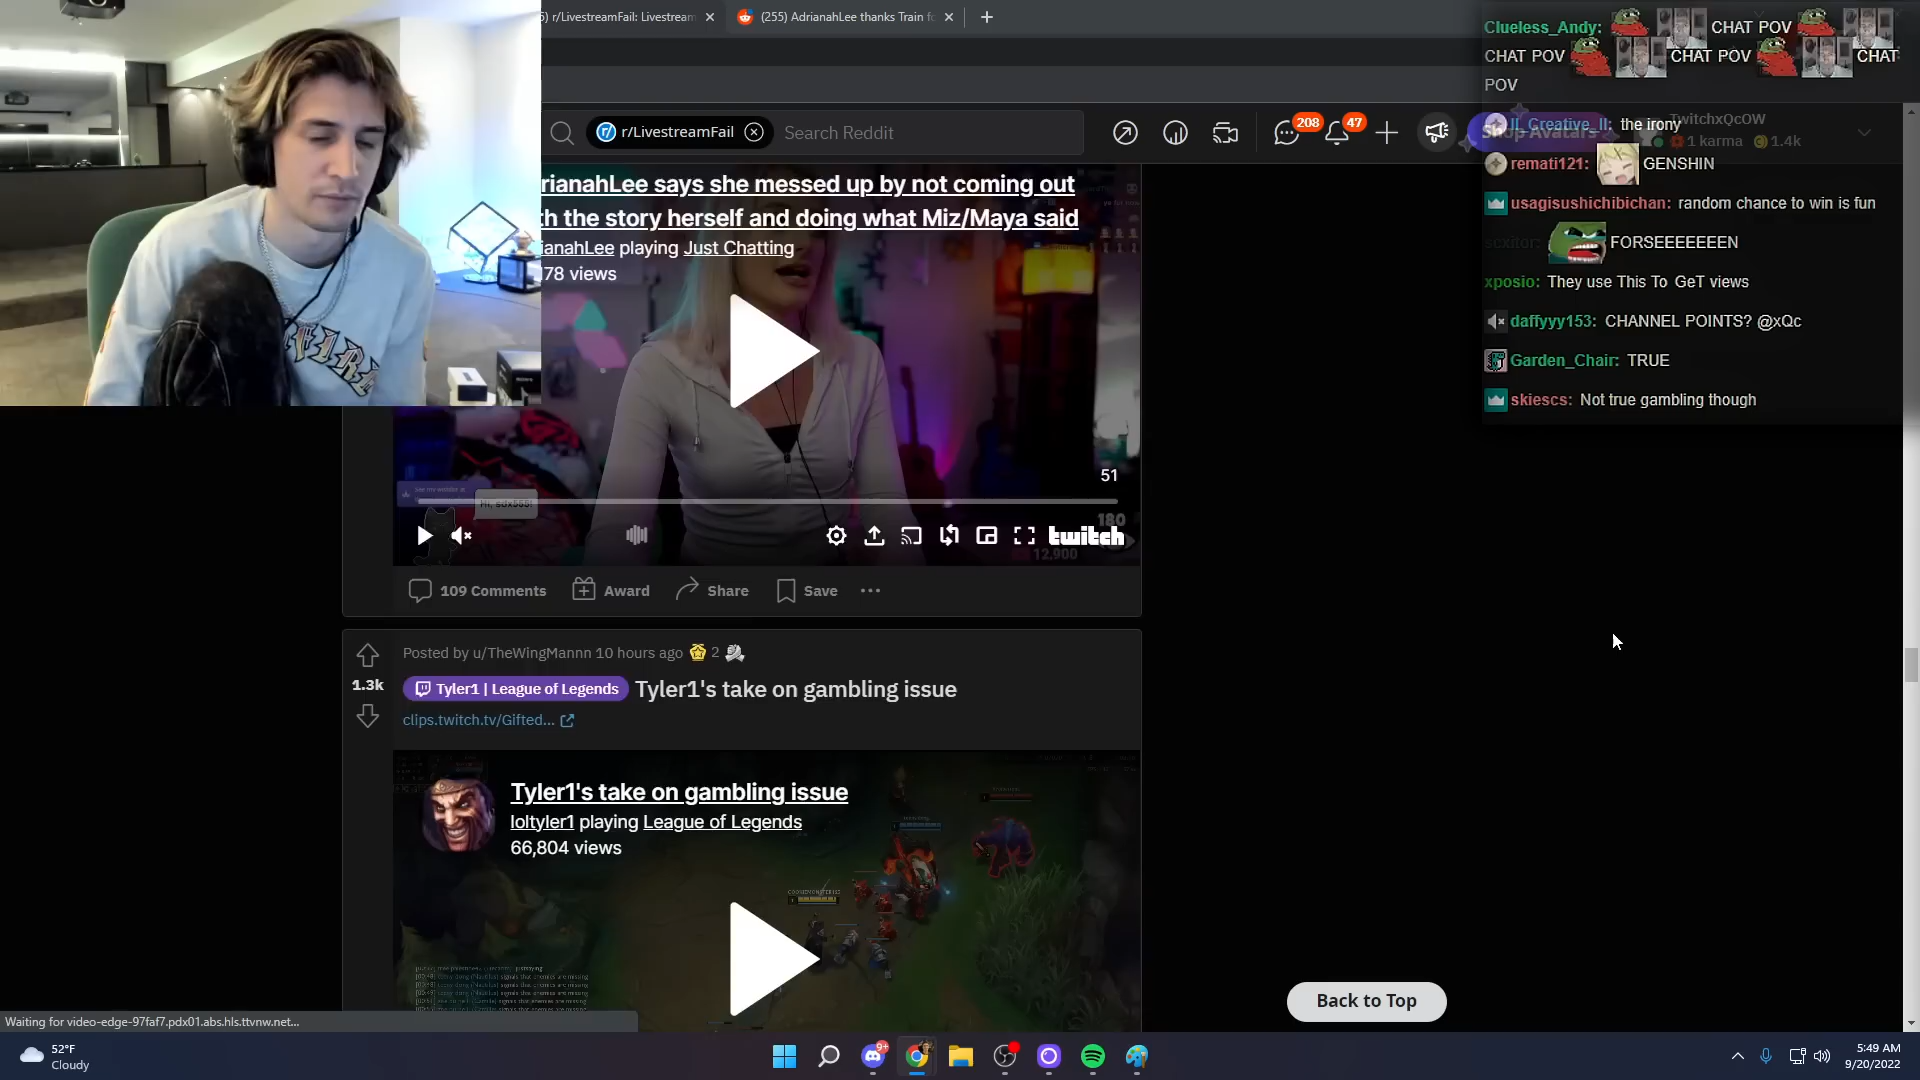 r/LivestreamFail: Livestream
(255) AdrianahLee thanks Train fo
r/LivestreamFail
Search Reddit
208
47
TwitchxQcOW
1 karma
1.4k
Clueless_Andy: CHAT POV
CHAT POV CHAT POV CHAT
POV
the irony
remati121: GENSHIN
usagisushichibichan: random chance to win is fun
scxitor: FORSEEEEEEEN
xposio: They use This To GeT views
daffyyy153: CHANNEL POINTS? @xQc
Garden_Chair: TRUE
skiescs: Not true gambling though
rianahLee says she messed up by not coming out
th the story herself and doing what Miz/Maya said
ianahLee playing Just Chatting
178 views
51
180
twitch
12,900
109 Comments
Award
Share
Save
Posted by u/TheWingMannn 10 hours ago 2
1.3k
Tyler1 | League of Legends
Tyler1's take on gambling issue
clips.twitch.tv/Gifted...
Tyler1's take on gambling issue
loltyler1 playing League of Legends
66,804 views
Back to Top
Waiting for video-edge-97faf7.pdx01.abs.hls.ttvnw.net...
52°F
Cloudy
9+
5:49 AM
9/20/2022